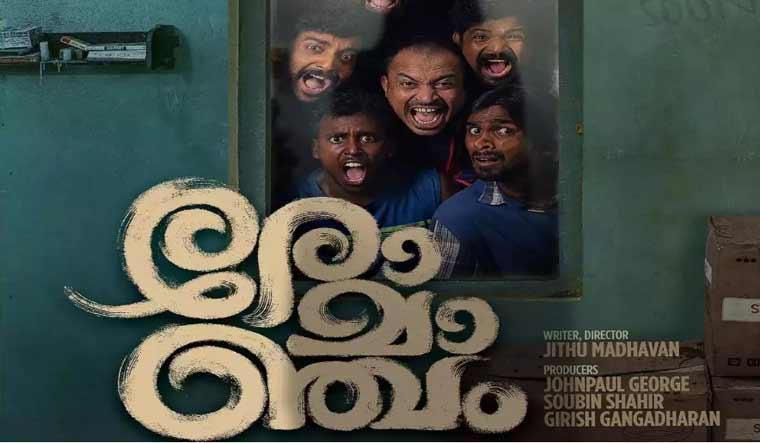 രോ
മാ
ഞ്ചം
WRITER, DIRECTOR
JITHU MADHAVAN
PRODUCERS
JOHNPAUL GEORGE
SOUBIN SHAHIR
GIRISH GANGADHARAN